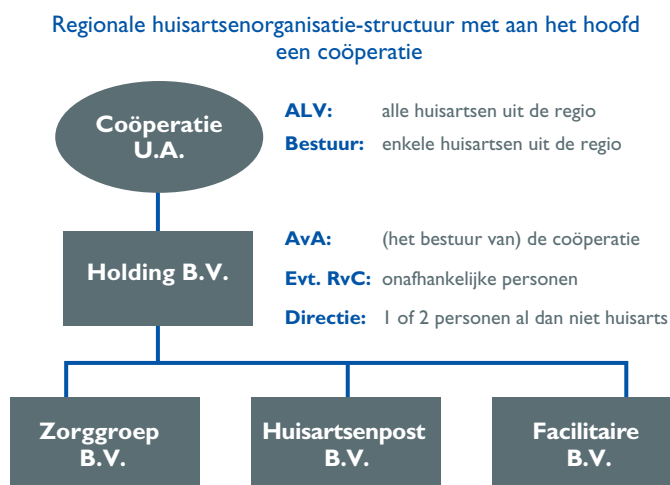 Regionale huisartsenorganisatie-structuur met aan het hoofd
een coöperatie
Coöperatie
U.A.
ALV: alle huisartsen uit de regio
Bestuur: enkele huisartsen uit de regio
Holding B.V.
AvA: (het bestuur van) de coöperatie
Evt. RvC: onafhankelijke personen
Directie: 1 of 2 personen al dan niet huisarts
Zorggroep
B.V.
Huisartsenpost
B.V.
Facilitaire
B.V.